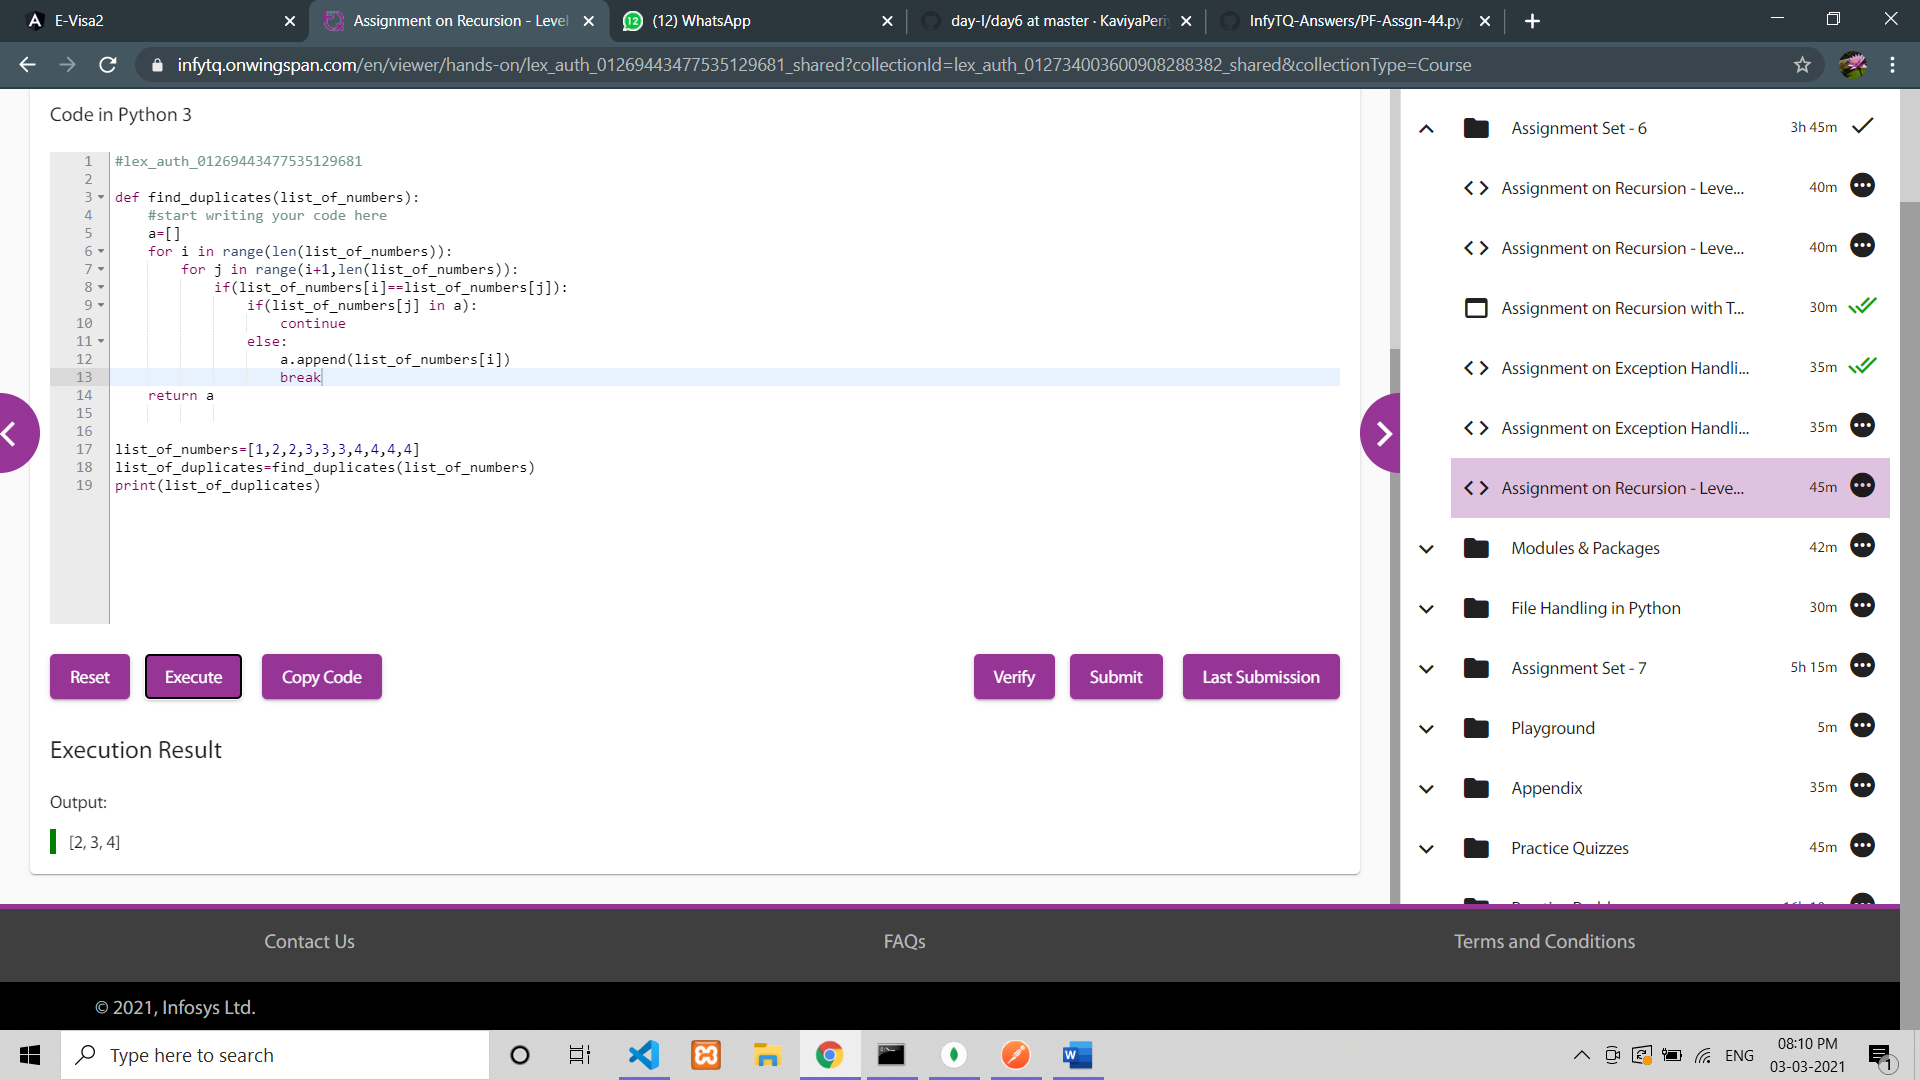 E-Visa2
Assignment on Recursion - Level
(12) WhatsApp
day-I/day6 at master · KaviyaPeri
InfyTQ-Answers/PF-Assgn-44.py
infytq.onwingspan.com/en/viewer/hands-on/lex_auth_01269443477535129681_shared?collectionId=lex_auth_012734003600908288382_shared&collectionType=Course
Code in Python 3
1 #lex_auth_01269443477535129681
2
3 def find_duplicates(list_of_numbers):
4 #start writing your code here
5 a=[]
6 for i in range(len(list_of_numbers)):
7 for j in range(i+1,len(list_of_numbers)):
8 if(list_of_numbers[i]==list_of_numbers[j]):
9 if(list_of_numbers[j] in a):
10 continue
11 else:
12 a.append(list_of_numbers[i])
13 break
14 return a
15
16
17 list_of_numbers=[1,2,2,3,3,3,4,4,4,4]
18 list_of_duplicates=find_duplicates(list_of_numbers)
19 print(list_of_duplicates)
Reset
Execute
Copy Code
Verify
Submit
Last Submission
Execution Result
Output:
[2, 3, 4]
Assignment Set - 6 3h 45m
Assignment on Recursion - Leve... 40m
Assignment on Recursion - Leve... 40m
Assignment on Recursion with T... 30m
Assignment on Exception Handli... 35m
Assignment on Exception Handli... 35m
Assignment on Recursion - Leve... 45m
Modules & Packages 42m
File Handling in Python 30m
Assignment Set - 7 5h 15m
Playground 5m
Appendix 35m
Practice Quizzes 45m
Contact Us
FAQs
Terms and Conditions
© 2021, Infosys Ltd.
Type here to search
ENG
08:10 PM
03-03-2021
1